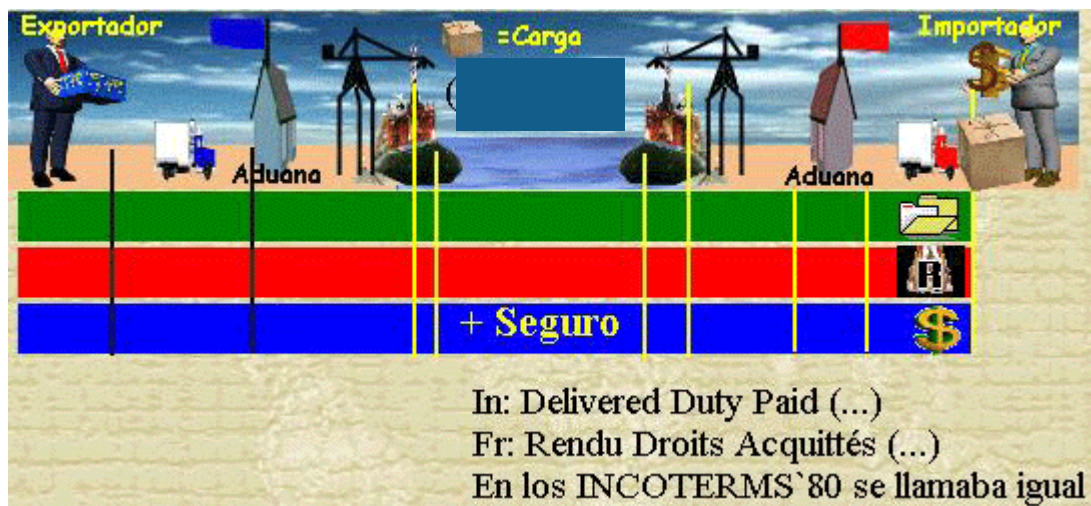 Exportador
=Carga
Importador
(
Aduana
Aduana
R
$
+ Seguro
In: Delivered Duty Paid (...)
Fr: Rendu Droits Acquittés (...)
En los INCOTERMS`80 se llamaba igual